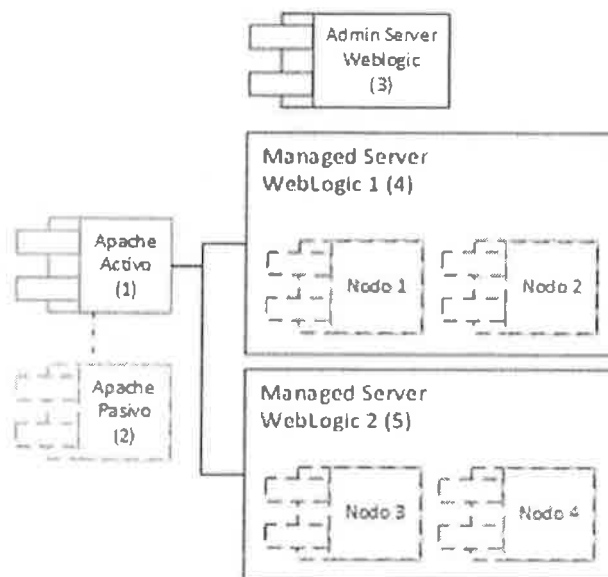 Admin Server
Weblogic
(3)
Managed Server
WebLogic 1 (4)
Nodo 1
Nodo 2
Apache
Activo
(1)
Apache
Pasivo
(2)
Managed Server
WebLogic 2 (5)
Nodo 3
Nodo 4